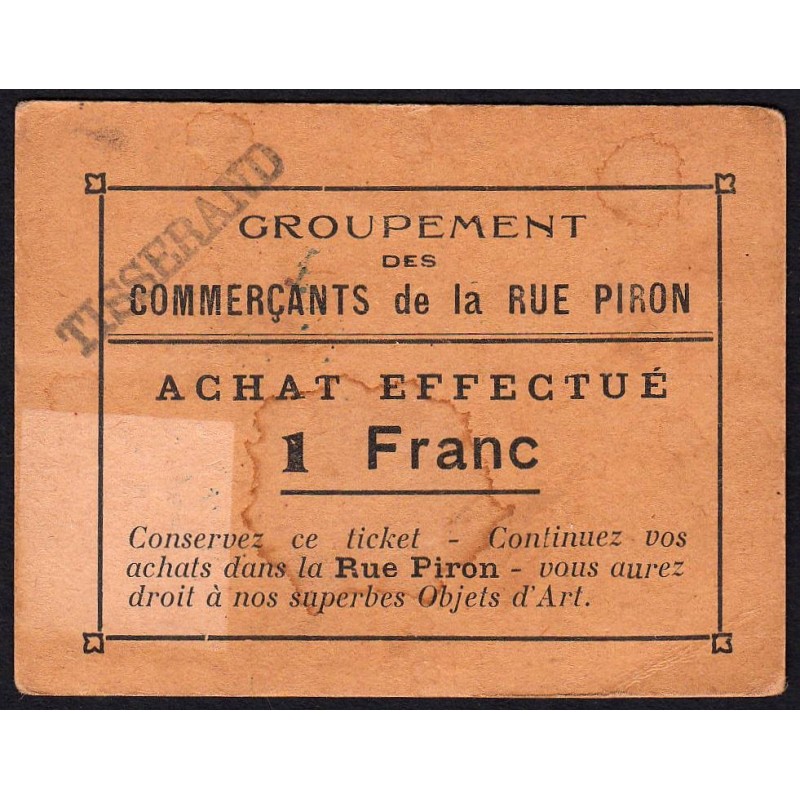 TISSERAND
GROUPEMENT
DES
COMMERÇANTS de la RUE PIRON
ACHAT EFFECTUÉ
1 Franc
Conservez ce ticket - Continuez vos
achats dans la Rue Piron - vous aurez
droit à nos superbes Objets d'Art.